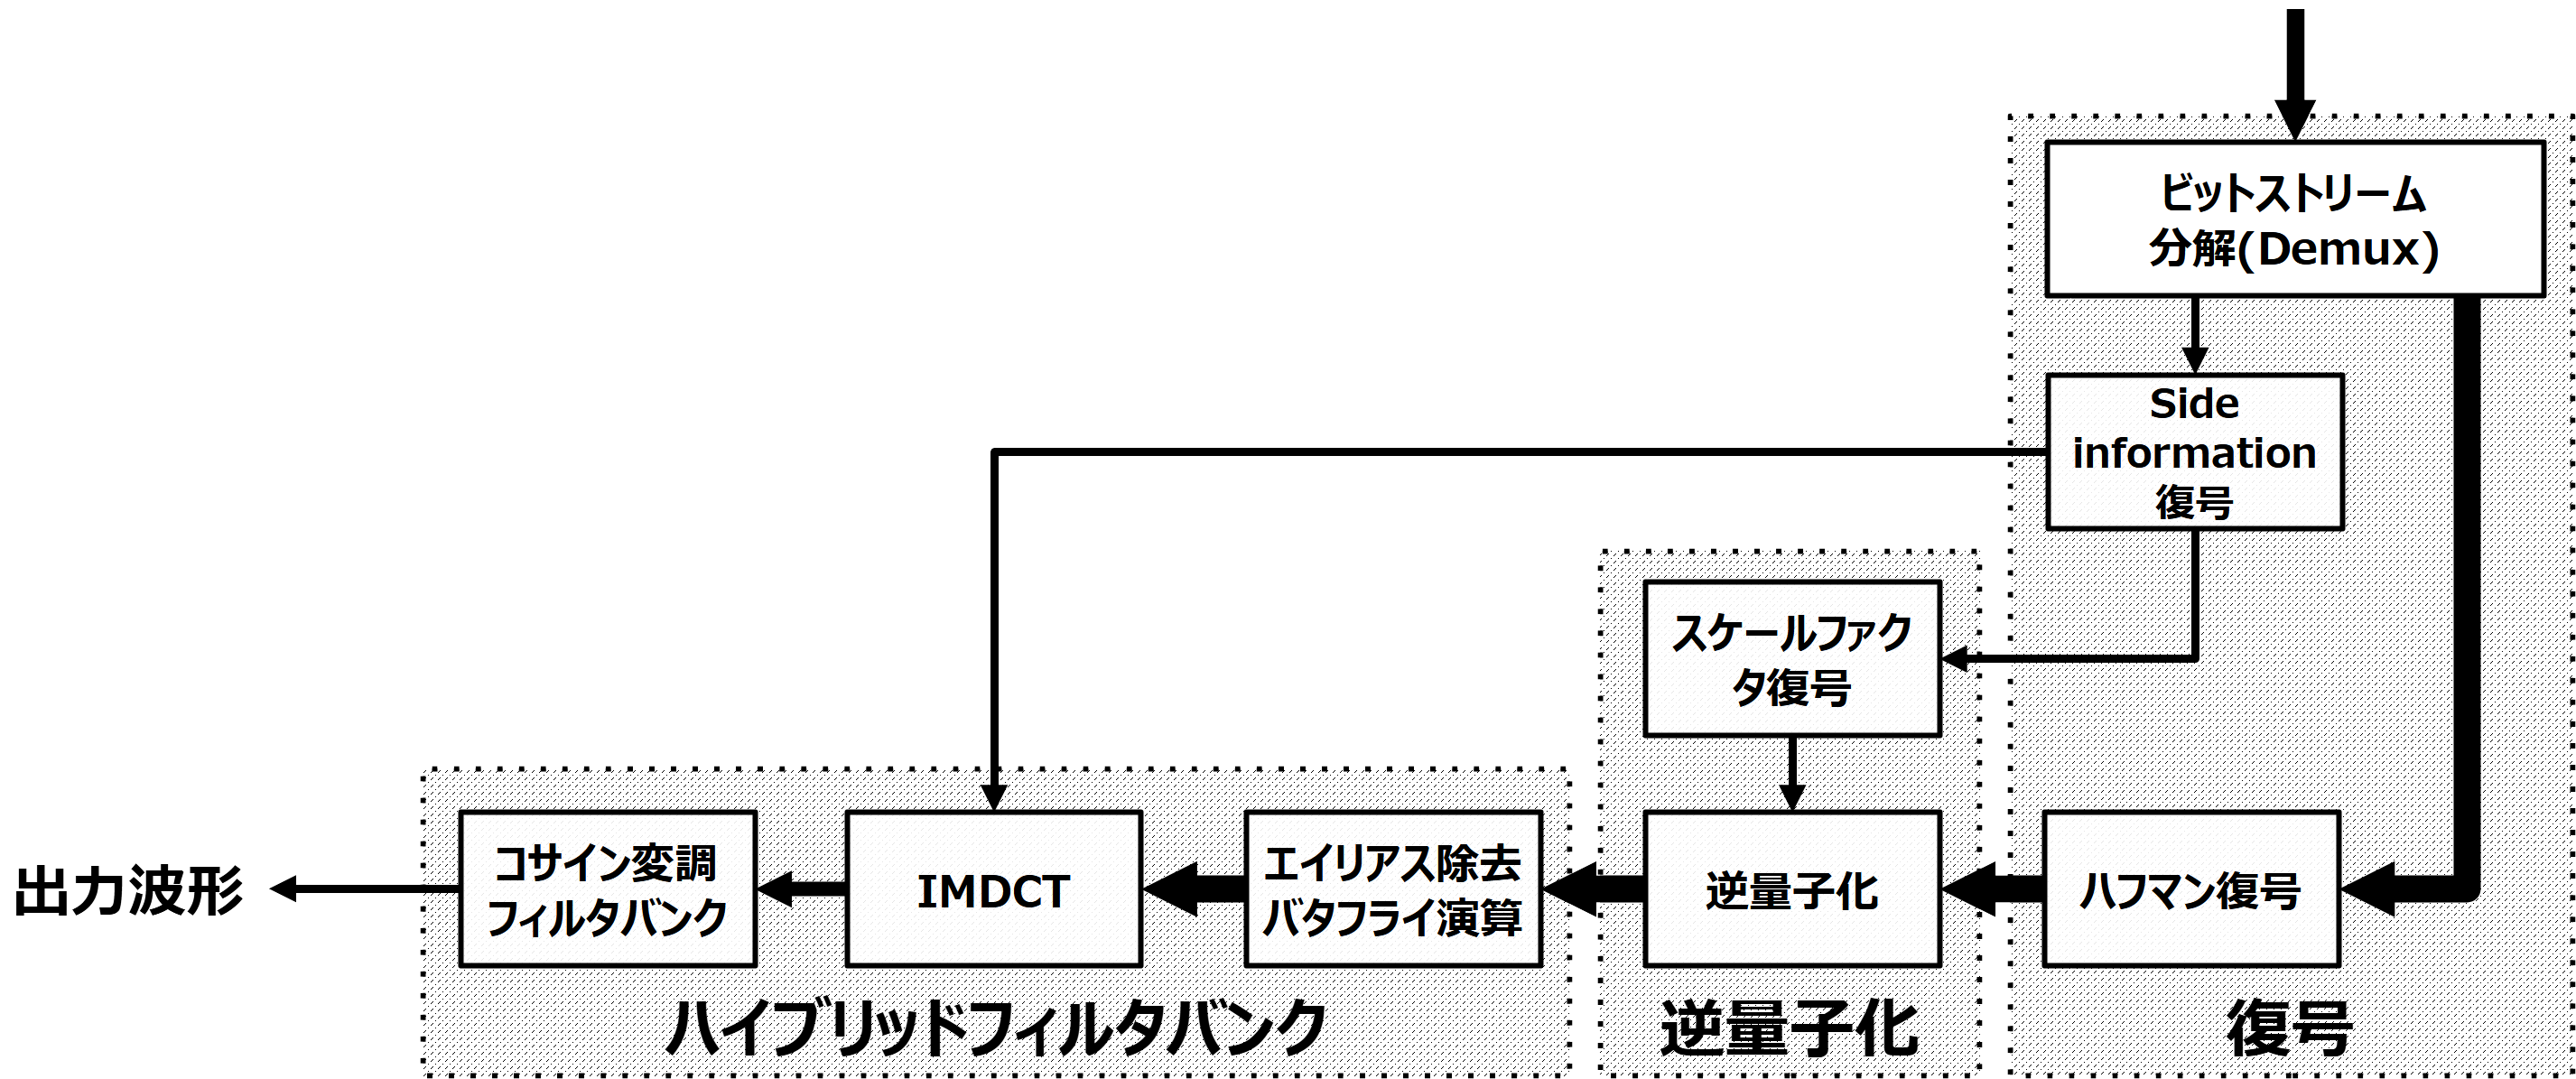 ビットストリーム
分解(Demux)
Side
information
復号
スケールファク
タ復号
出力波形
コサイン変調
フィルタバンク
IMDCT
エイリアス除去
バタフライ演算
逆量子化
ハフマン復号
ハイブリッドフィルタバンク
逆量子化
復号